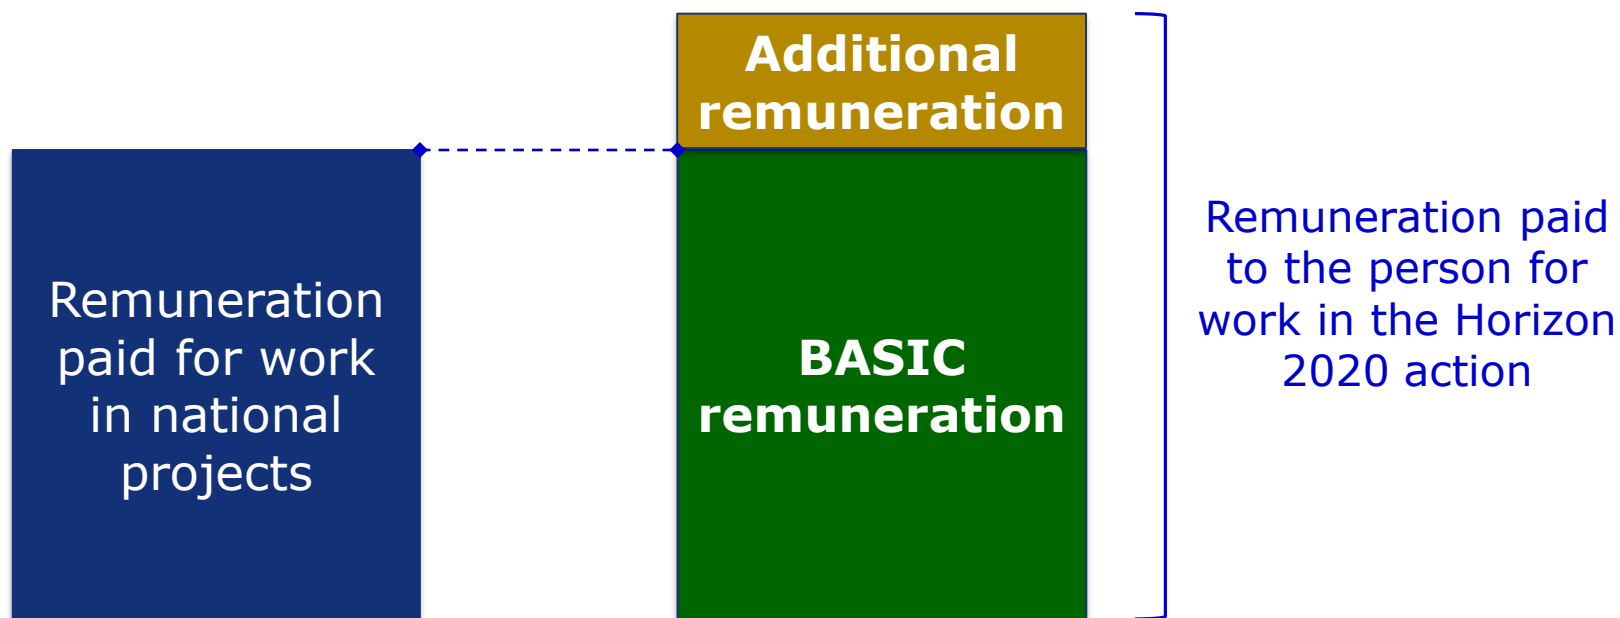 Additional
remuneration
Remuneration
paid for work
in national
projects
BASIC
remuneration
Remuneration paid
to the person for
work in the Horizon
2020 action